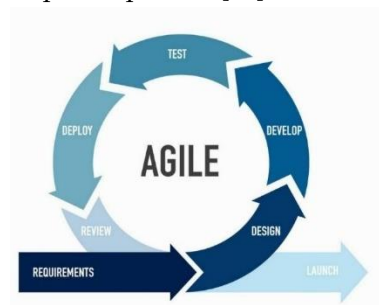 TEST
DEPLOY
DEVELOP
AGILE
REVIEW
DESIGN
REQUIREMENTS
LAUNCH